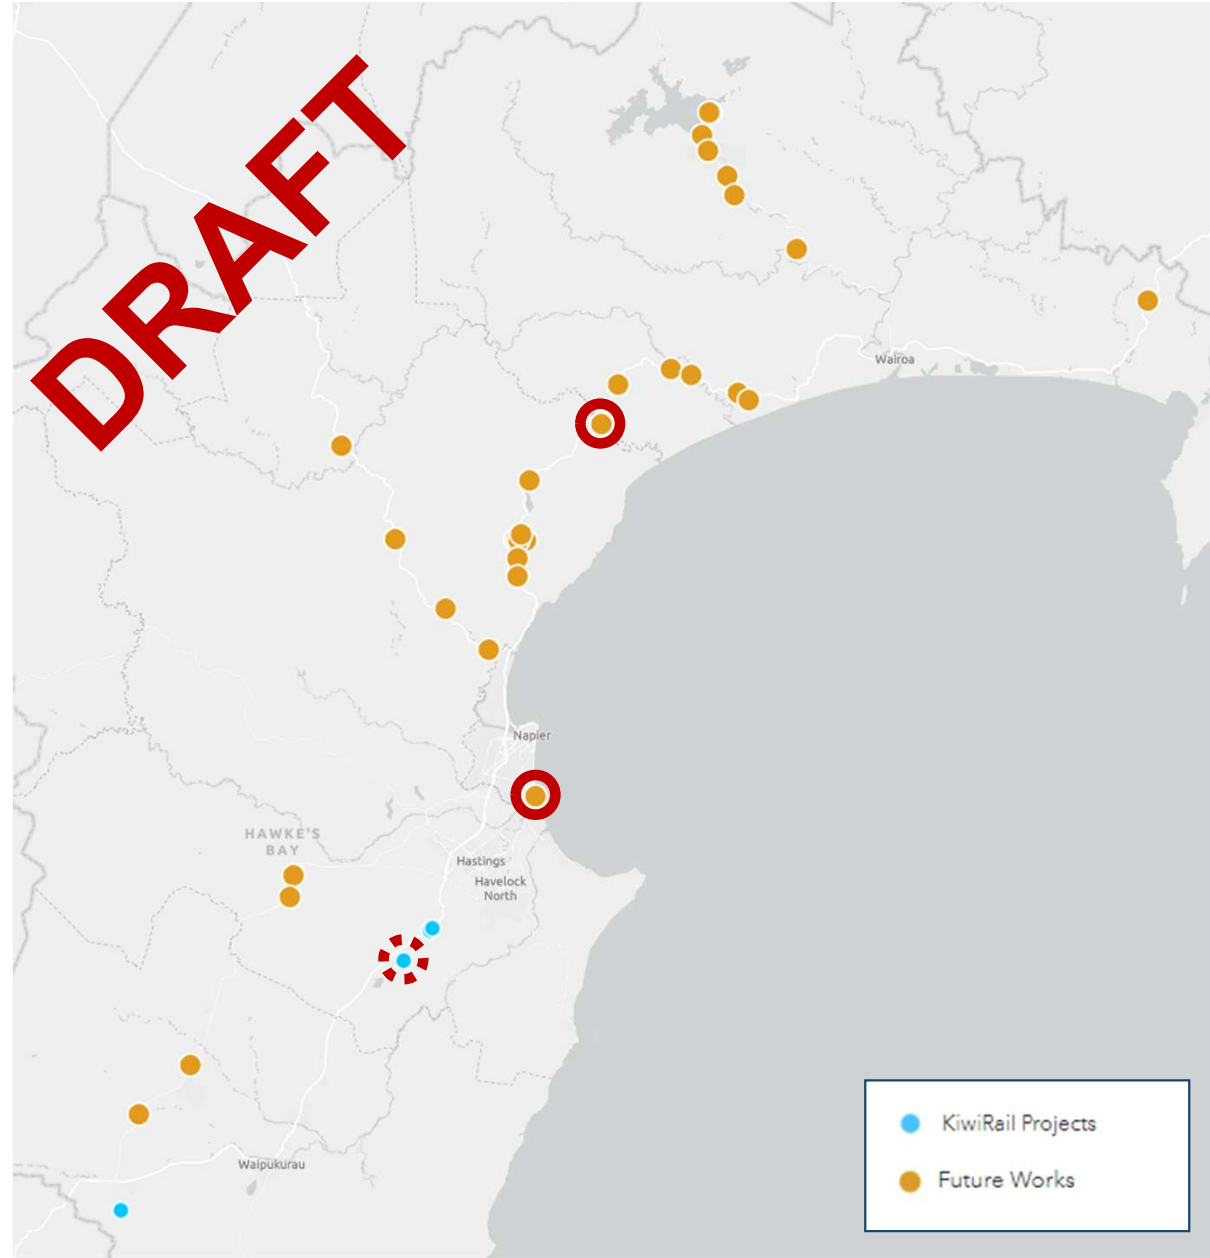 DRAFT
Wairoa
Napier
HAWKE'S
BAY
Hastings
Havelock
North
Waipukurau
KiwiRail Projects
Future Works